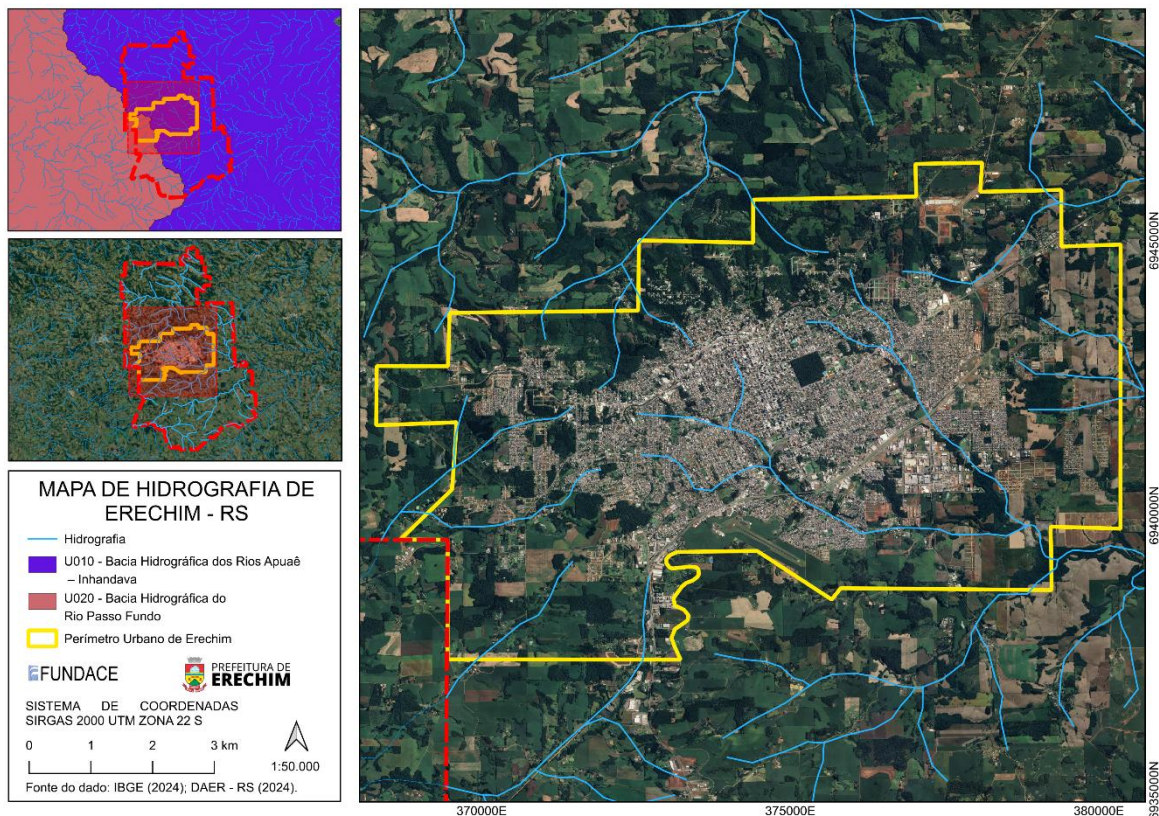 MAPA DE HIDROGRAFIA DE
ERECHIM - RS
Hidrografia
U010 - Bacia Hidrográfica dos Rios Apuaê
– Inhandava
U020 - Bacia Hidrográfica do
Rio Passo Fundo
Perímetro Urbano de Erechim
FUNDACE
PREFEITURA DE
ERECHIM
SISTEMA DE COORDENADAS
SIRGAS 2000 UTM ZONA 22 S
0 1 2 3 km
1:50.000
Fonte do dado: IBGE (2024); DAER - RS (2024).
6945000N
6940000N
6935000N
370000E 375000E 380000E